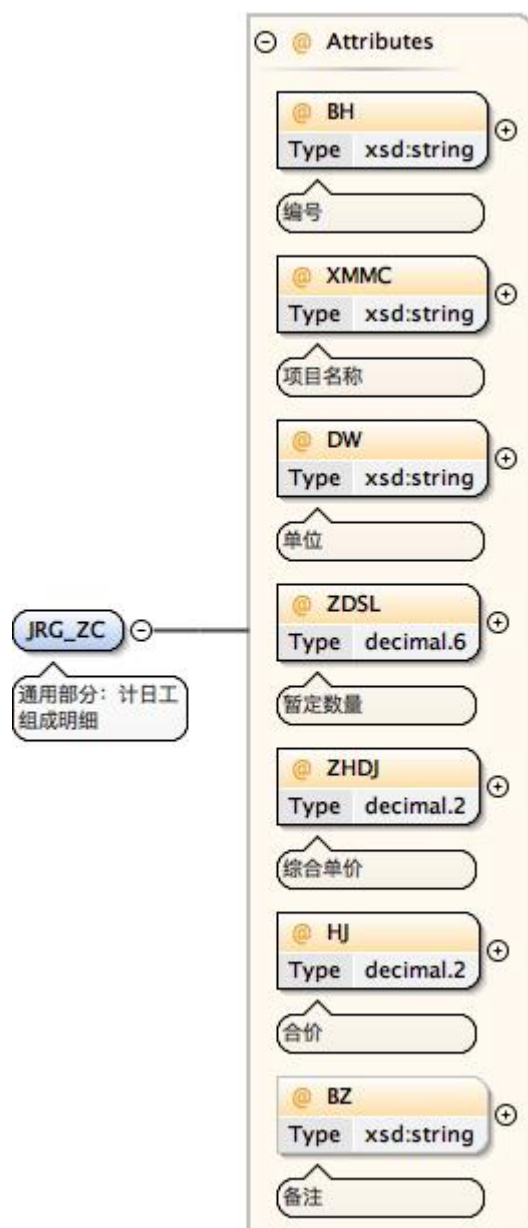 Attributes
@ BH
Type xsd:string
编号
@ XMMC
Type xsd:string
项目名称
@ DW
Type xsd:string
单位
@ ZDSL
Type decimal.6
暂定数量
JRG_ZC
通用部分：计日工
组成明细
@ ZHDJ
Type decimal.2
综合单价
@ HJ
Type decimal.2
合价
@ BZ
Type xsd:string
备注